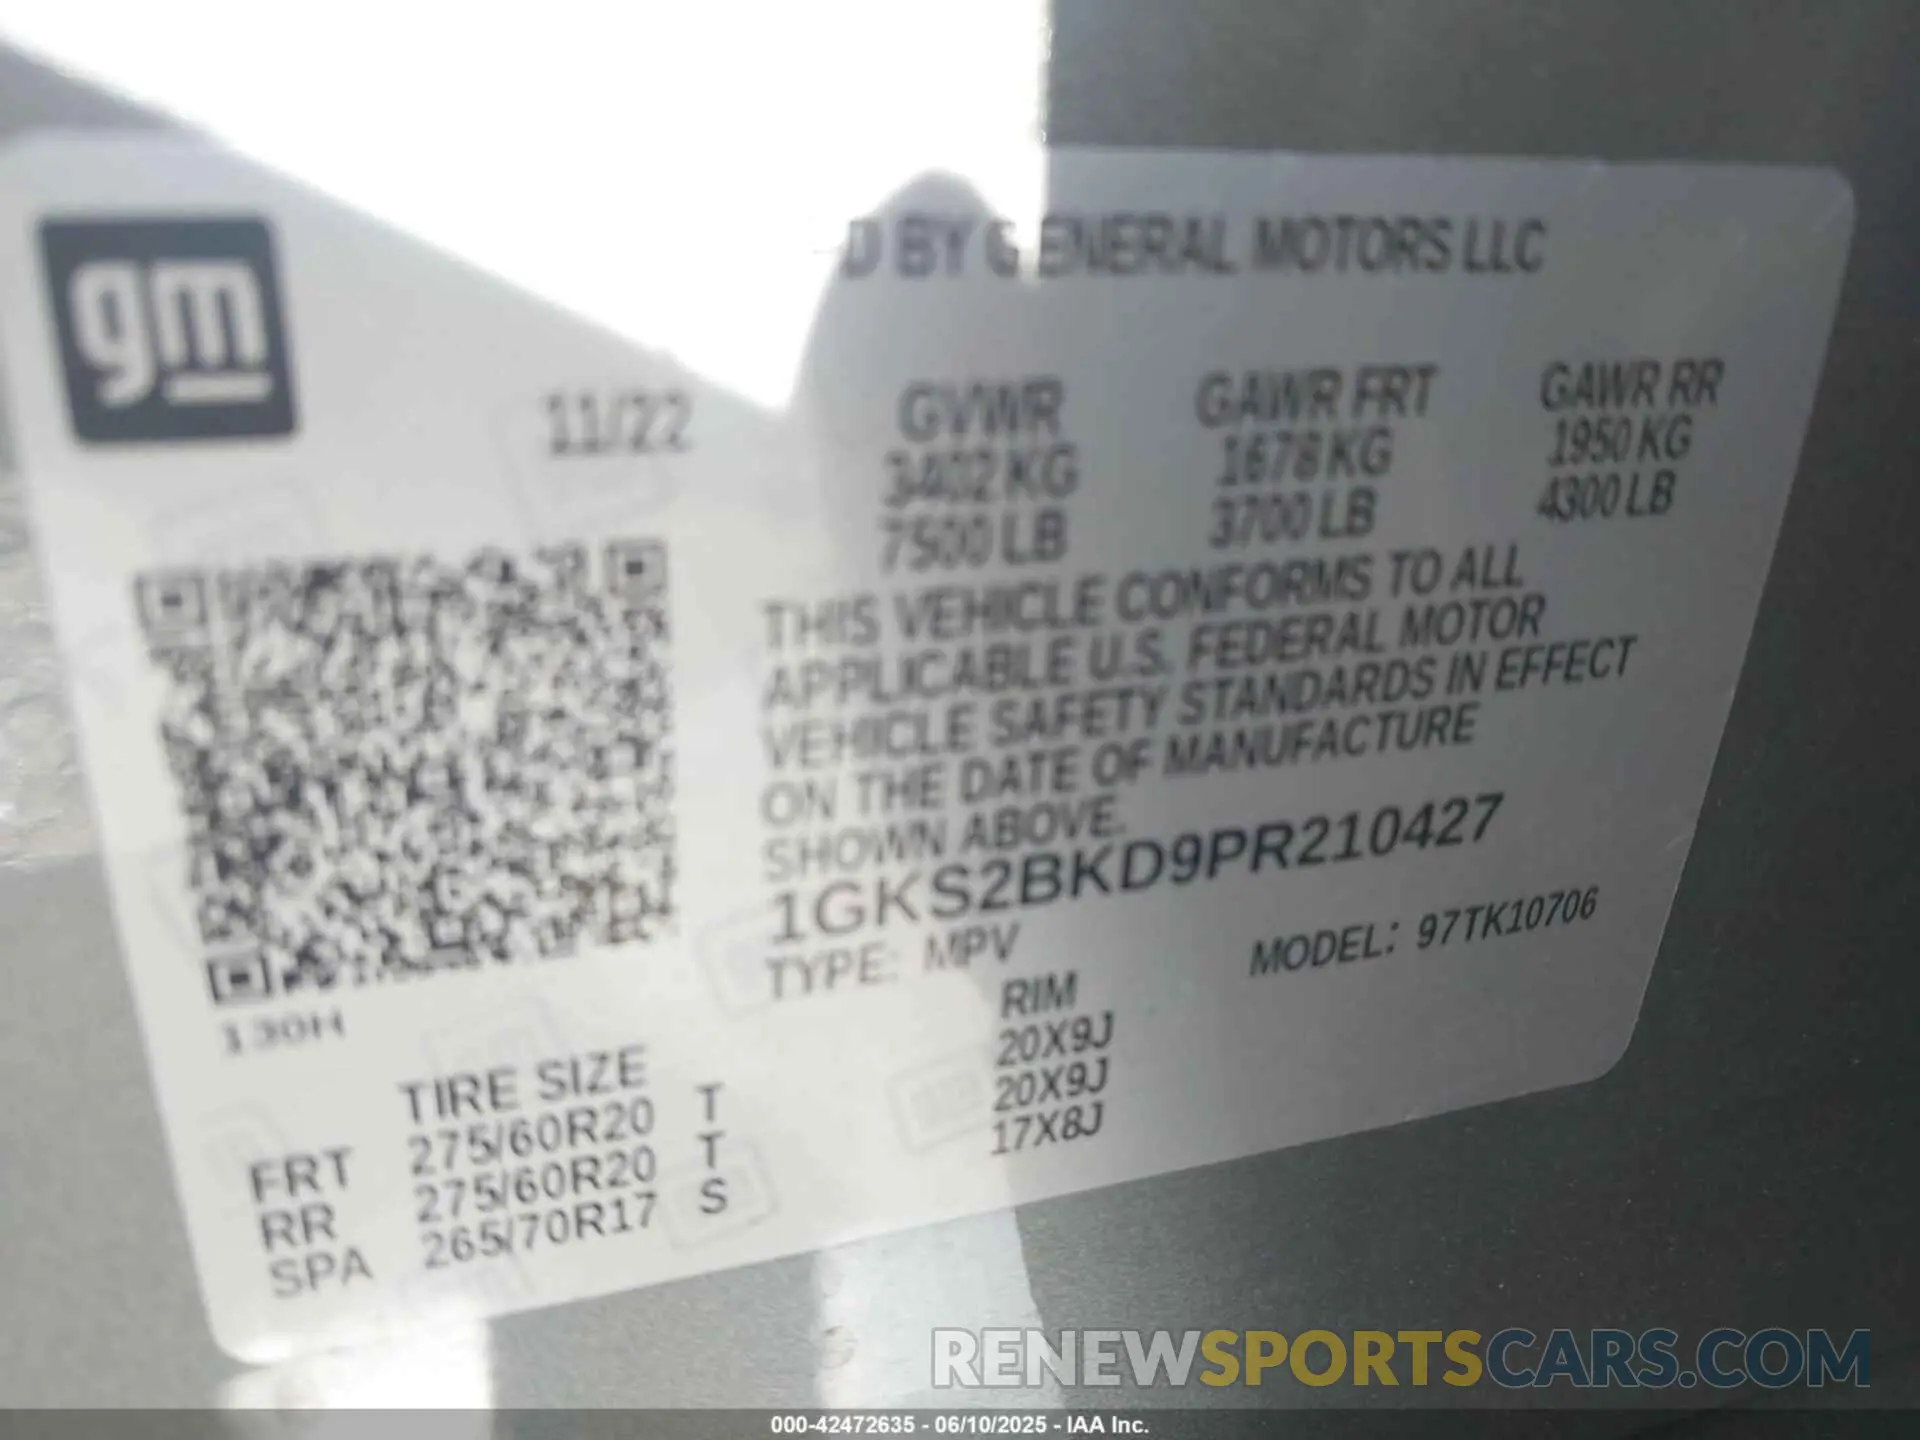 gm
D BY GENERAL MOTORS LLC
11/22
GVWR GAWR FRT GAWR RR
3402 KG 1678 KG 1950 KG
7500 LB 3700 LB 4300 LB
THIS VEHICLE CONFORMS TO ALL
APPLICABLE U.S. FEDERAL MOTOR
VEHICLE SAFETY STANDARDS IN EFFECT
ON THE DATE OF MANUFACTURE
SHOWN ABOVE.
1GKS2BKD9PR210427
TYPE: MPV MODEL: 97TK10706
130H
TIRE SIZE RIM
FRT 275/60R20 T 20X9J
RR 275/60R20 T 20X9J
SPA 265/70R17 S 17X8J
RENEWSPORTSCARS.COM
000-42472635 - 06/10/2025 - IAA Inc.